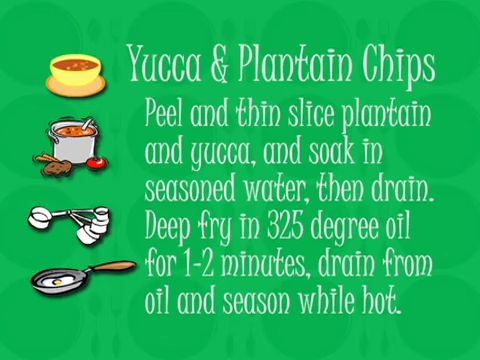 Yucca & Plantain Chips
Peel and thin slice plantain
and yucca, and soak in
seasoned water, then drain.
Deep fry in 325 degree oil
for 1-2 minutes, drain from
oil and season while hot.